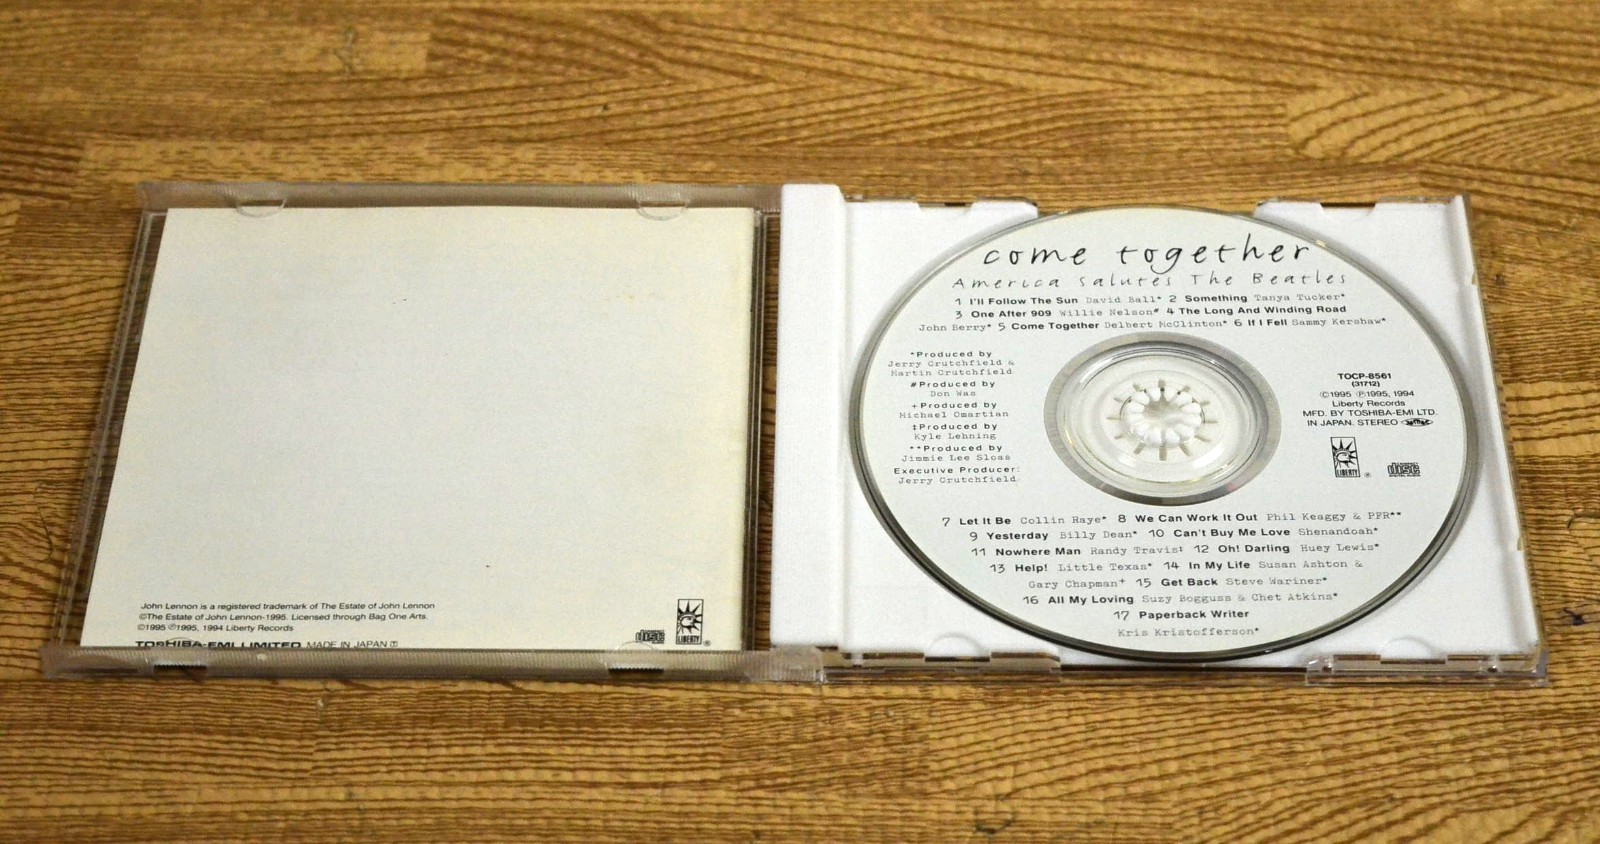 John Lennon is a registered trademark of The Estate of John Lennon
©The Estate of John Lennon-1995. Licensed through Bag One Arts.
©1995 ℗1995, 1994 Liberty Records
TOSHIBA-EMI LIMITED MADE IN JAPAN
disc
LIBERTY ®
come together
America Salutes The Beatles
1 I'll Follow The Sun David Ball* 2 Something Tanya Tucker*
3 One After 909 Willie Nelson# 4 The Long And Winding Road
John Berry* 5 Come Together Delbert McClinton* 6 If I Fell Sammy Kershaw*
*Produced by
Jerry Crutchfield &
Martin Crutchfield
#Produced by
Don Was
+Produced by
Michael Omartian
‡Produced by
Kyle Lehning
**Produced by
Jimmie Lee Sloas
Executive Producer:
Jerry Crutchfield
TOCP-8561
(31712)
©1995 ℗1995, 1994
Liberty Records
MFD. BY TOSHIBA-EMI LTD.
IN JAPAN. STEREO
LIBERTY ®
disc
7 Let It Be Collin Raye* 8 We Can Work It Out Phil Keaggy & PFR**
9 Yesterday Billy Dean* 10 Can't Buy Me Love Shenandoah*
11 Nowhere Man Randy Travis‡ 12 Oh! Darling Huey Lewis*
13 Help! Little Texas* 14 In My Life Susan Ashton &
Gary Chapman+ 15 Get Back Steve Wariner*
16 All My Loving Suzy Bogguss & Chet Atkins*
17 Paperback Writer
Kris Kristofferson*